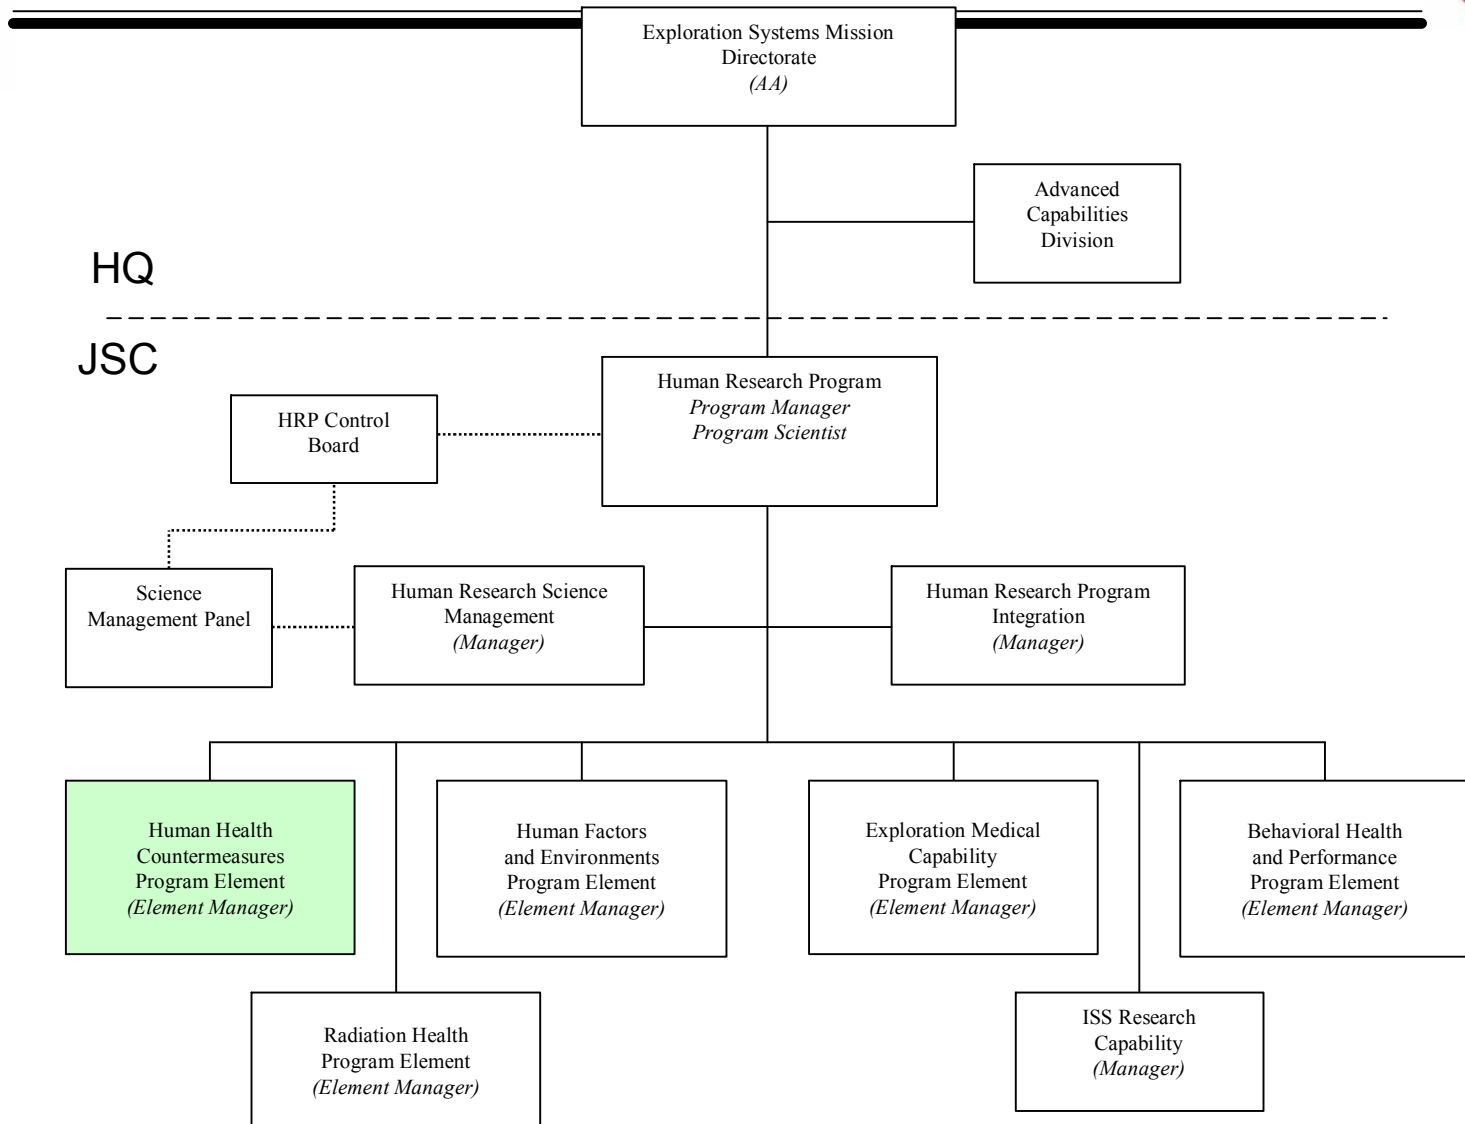 Exploration Systems Mission
Directorate
(AA)
Advanced
Capabilities
Division
HQ
JSC
Human Research Program
Program Manager
Program Scientist
HRP Control
Board
Science
Management Panel
Human Research Science
Management
(Manager)
Human Research Program
Integration
(Manager)
Human Health
Countermeasures
Program Element
(Element Manager)
Human Factors
and Environments
Program Element
(Element Manager)
Exploration Medical
Capability
Program Element
(Element Manager)
Behavioral Health
and Performance
Program Element
(Element Manager)
Radiation Health
Program Element
(Element Manager)
ISS Research
Capability
(Manager)